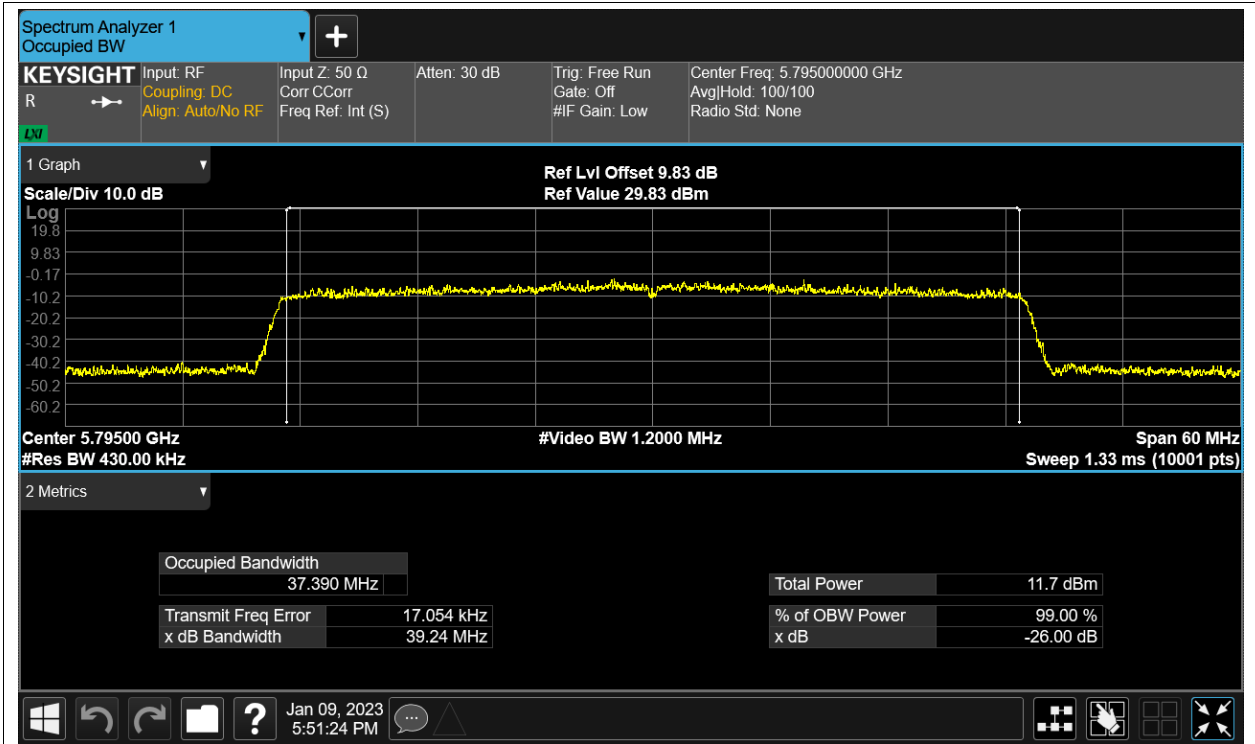 Spectrum Analyzer 1
Occupied BW
KEYSIGHT
R
LXI
Input: RF
Coupling: DC
Align: Auto/No RF
Input Z: 50 Ω
Corr CCorr
Freq Ref: Int (S)
Atten: 30 dB
Trig: Free Run
Gate: Off
#IF Gain: Low
Center Freq: 5.795000000 GHz
Avg|Hold: 100/100
Radio Std: None
1 Graph
Scale/Div 10.0 dB
Ref Lvl Offset 9.83 dB
Ref Value 29.83 dBm
Log
19.8
9.83
-0.17
-10.2
-20.2
-30.2
-40.2
-50.2
-60.2
Center 5.79500 GHz
#Res BW 430.00 kHz
#Video BW 1.2000 MHz
Span 60 MHz
Sweep 1.33 ms (10001 pts)
2 Metrics
Occupied Bandwidth
37.390 MHz
Transmit Freq Error 17.054 kHz
x dB Bandwidth 39.24 MHz
Total Power 11.7 dBm
% of OBW Power 99.00 %
x dB -26.00 dB
Jan 09, 2023
5:51:24 PM